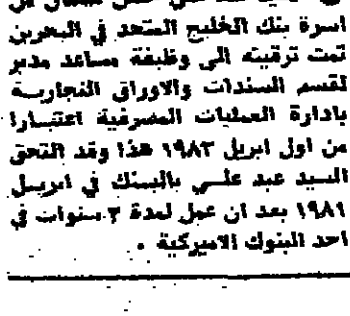 اسرة بنك الخليج المتحد في البحرين
تمت ترقيته الى وظيفة مساعد مدير
لقسم السندات والاوراق التجارية
بادارة العمليات المصرفية اعتبارا
من اول ابريل ١٩٨٢ هذا وقد التحق
السيد عبد علي بالبنك في ابريل
١٩٨١ بعد ان عمل لمدة ٣ سنوات في
احد البنوك الاميركية .